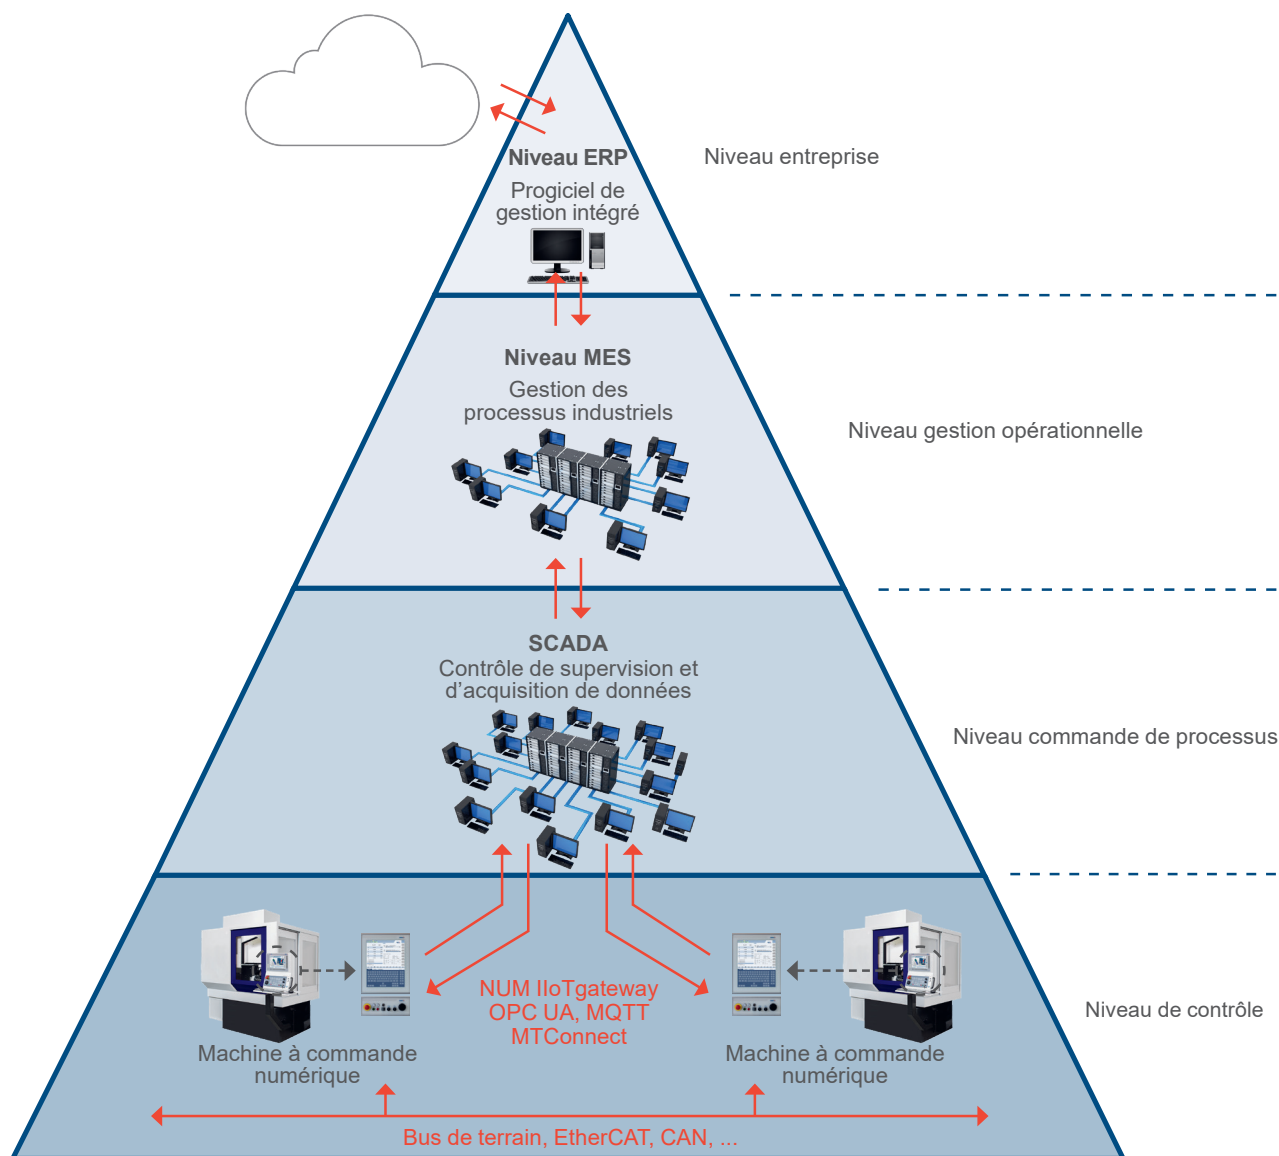 Niveau ERP
Progiciel de
gestion intégré
Niveau entreprise
Niveau MES
Gestion des
processus industriels
Niveau gestion opérationnelle
SCADA
Contrôle de supervision et
d’acquisition de données
Niveau commande de processus
NUM IIoTgateway
OPC UA, MQTT
MTConnect
Niveau de contrôle
Machine à commande
numérique
Machine à commande
numérique
Bus de terrain, EtherCAT, CAN, ...